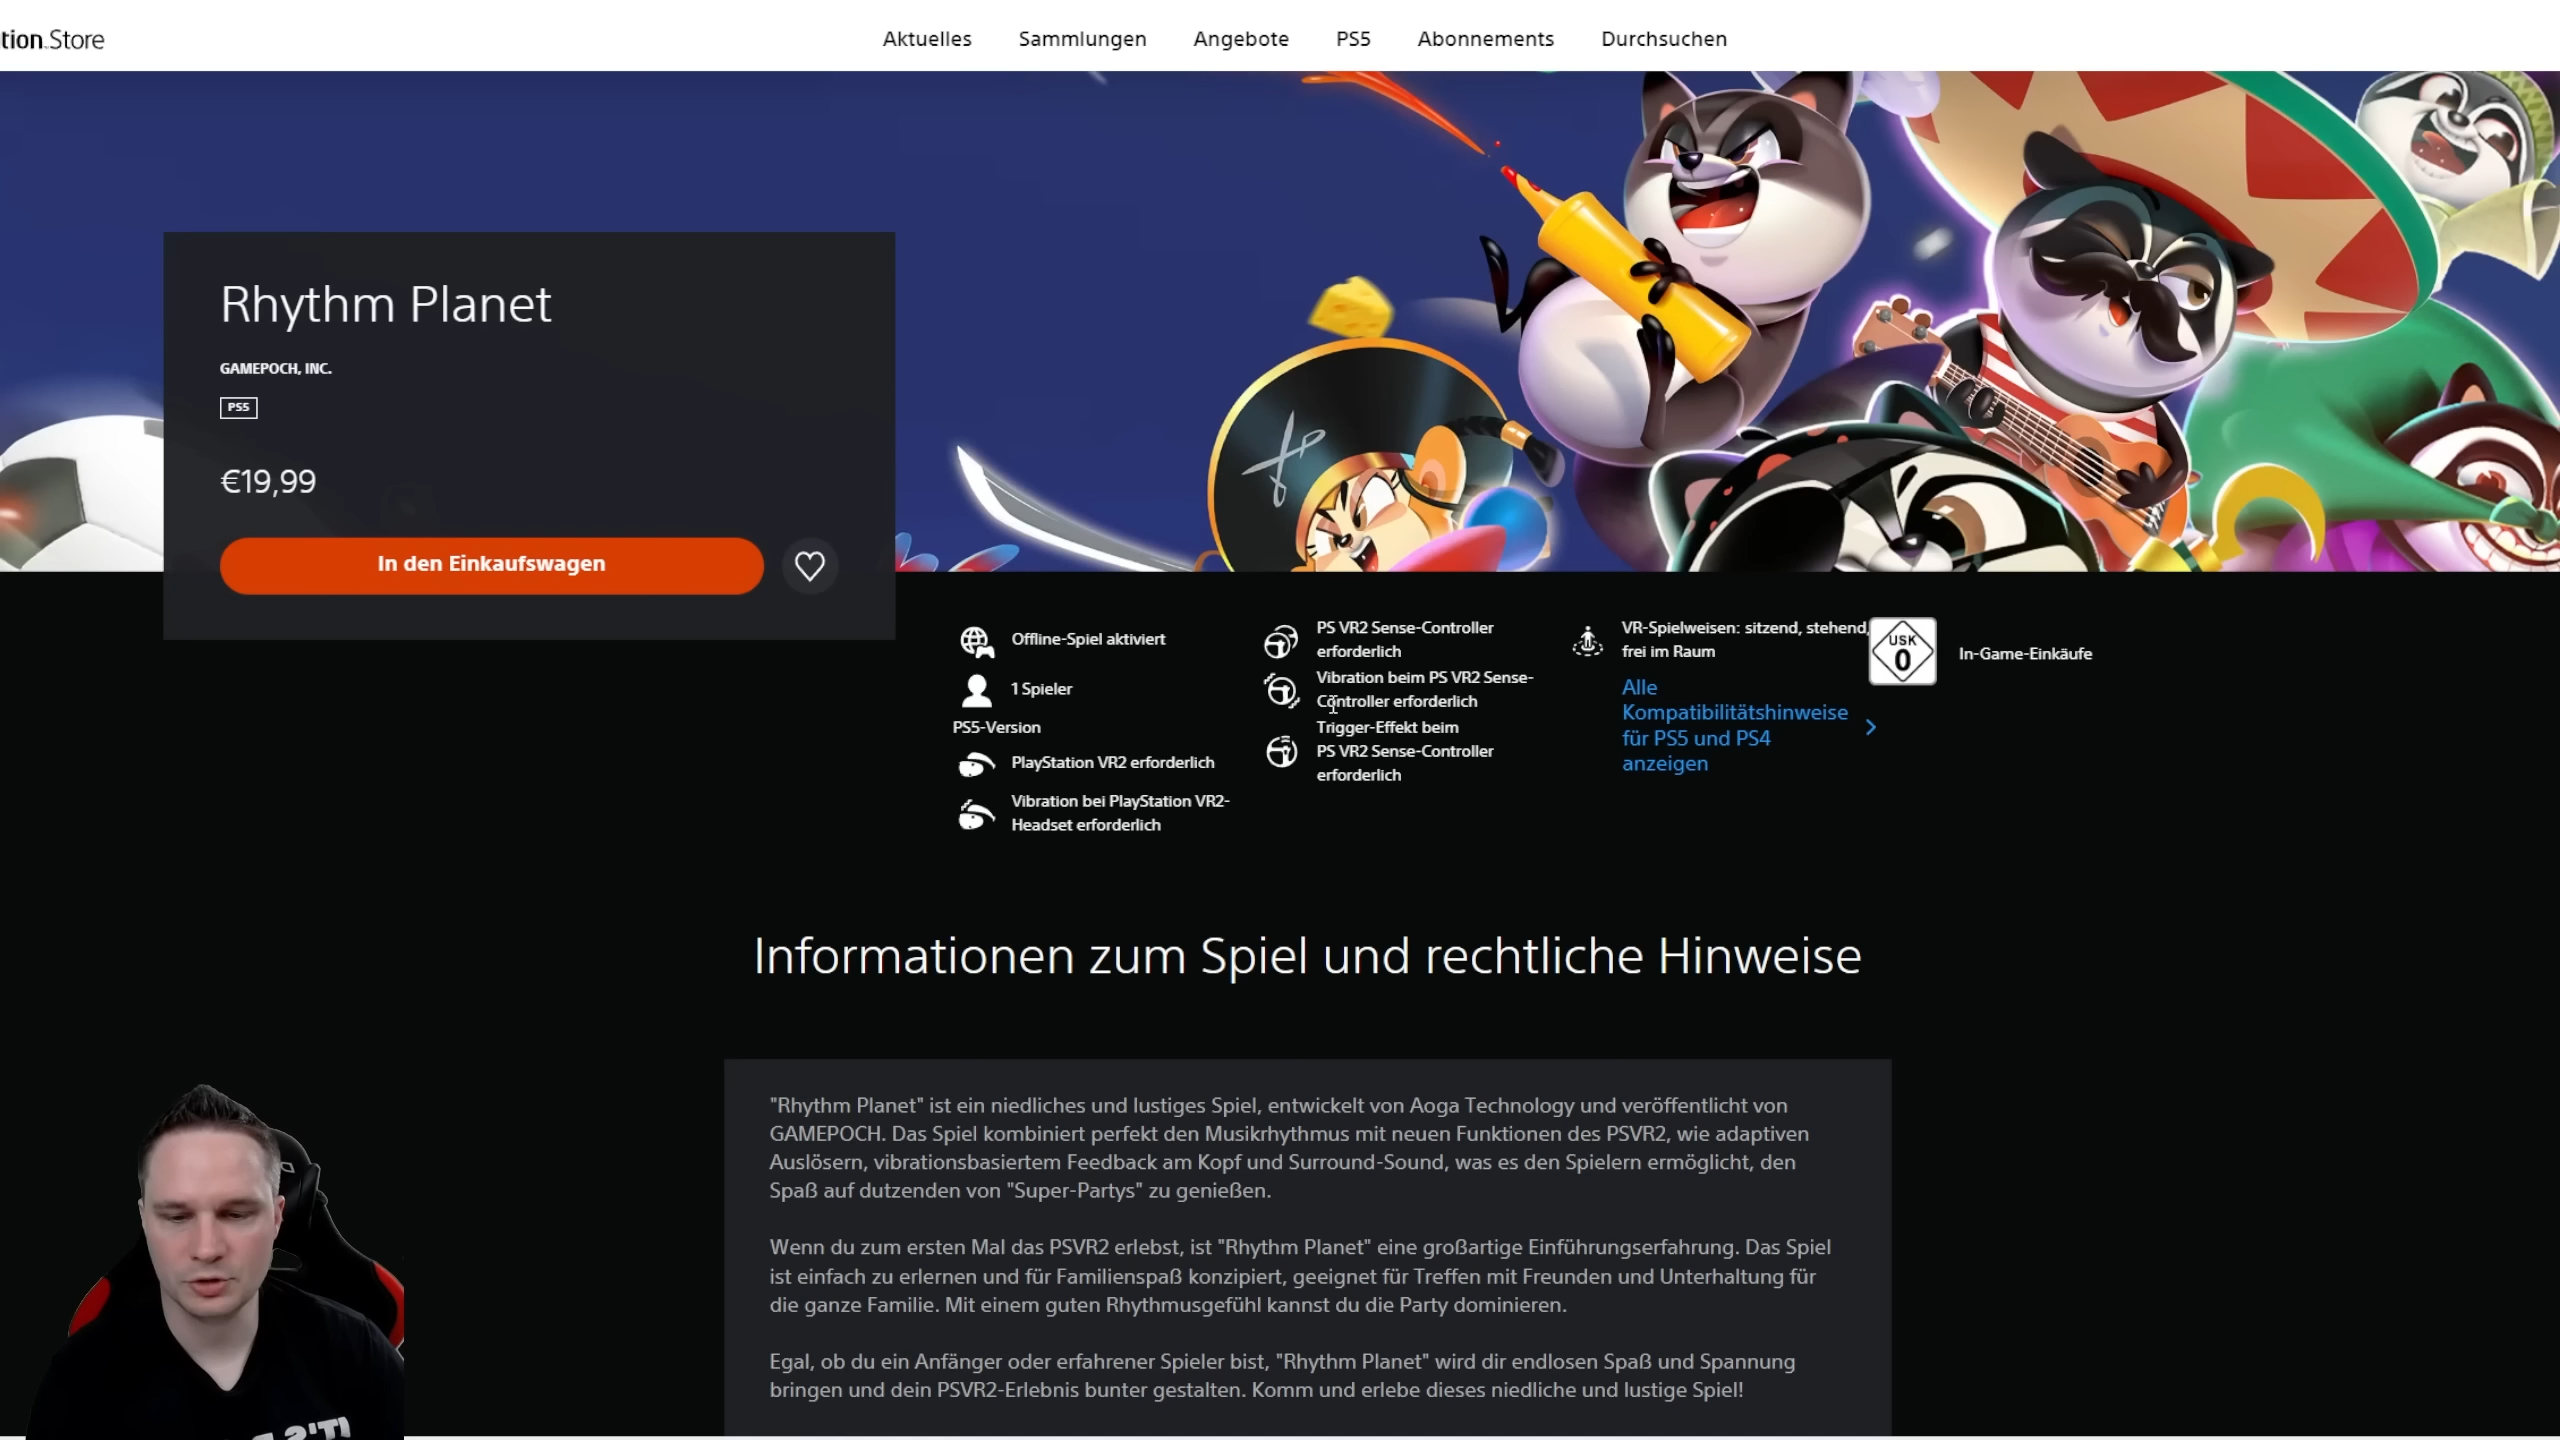 tion Store
Aktuelles
Sammlungen
Angebote
PS5
Abonnements
Durchsuchen
Rhythm Planet
GAMEPOCH, INC.
PS5
€19,99
In den Einkaufswagen
Offline-Spiel aktiviert
1 Spieler
PS5-Version
PlayStation VR2 erforderlich
Vibration bei PlayStation VR2-
Headset erforderlich
PS VR2 Sense-Controller
erforderlich
Vibration beim PS VR2 Sense-
Controller erforderlich
Trigger-Effekt beim
PS VR2 Sense-Controller
erforderlich
VR-Spielweisen: sitzend, stehend,
frei im Raum
Alle
Kompatibilitätshinweise
für PS5 und PS4
anzeigen
USK
0
In-Game-Einkäufe
Informationen zum Spiel und rechtliche Hinweise
"Rhythm Planet" ist ein niedliches und lustiges Spiel, entwickelt von Aoga Technology und veröffentlicht von
GAMEPOCH. Das Spiel kombiniert perfekt den Musikrhythmus mit neuen Funktionen des PSVR2, wie adaptiven
Auslösern, vibrationsbasiertem Feedback am Kopf und Surround-Sound, was es den Spielern ermöglicht, den
Spaß auf dutzenden von "Super-Partys" zu genießen.
Wenn du zum ersten Mal das PSVR2 erlebst, ist "Rhythm Planet" eine großartige Einführungserfahrung. Das Spiel
ist einfach zu erlernen und für Familienspaß konzipiert, geeignet für Treffen mit Freunden und Unterhaltung für
die ganze Familie. Mit einem guten Rhythmusgefühl kannst du die Party dominieren.
Egal, ob du ein Anfänger oder erfahrener Spieler bist, "Rhythm Planet" wird dir endlosen Spaß und Spannung
bringen und dein PSVR2-Erlebnis bunter gestalten. Komm und erlebe dieses niedliche und lustige Spiel!
IT'S